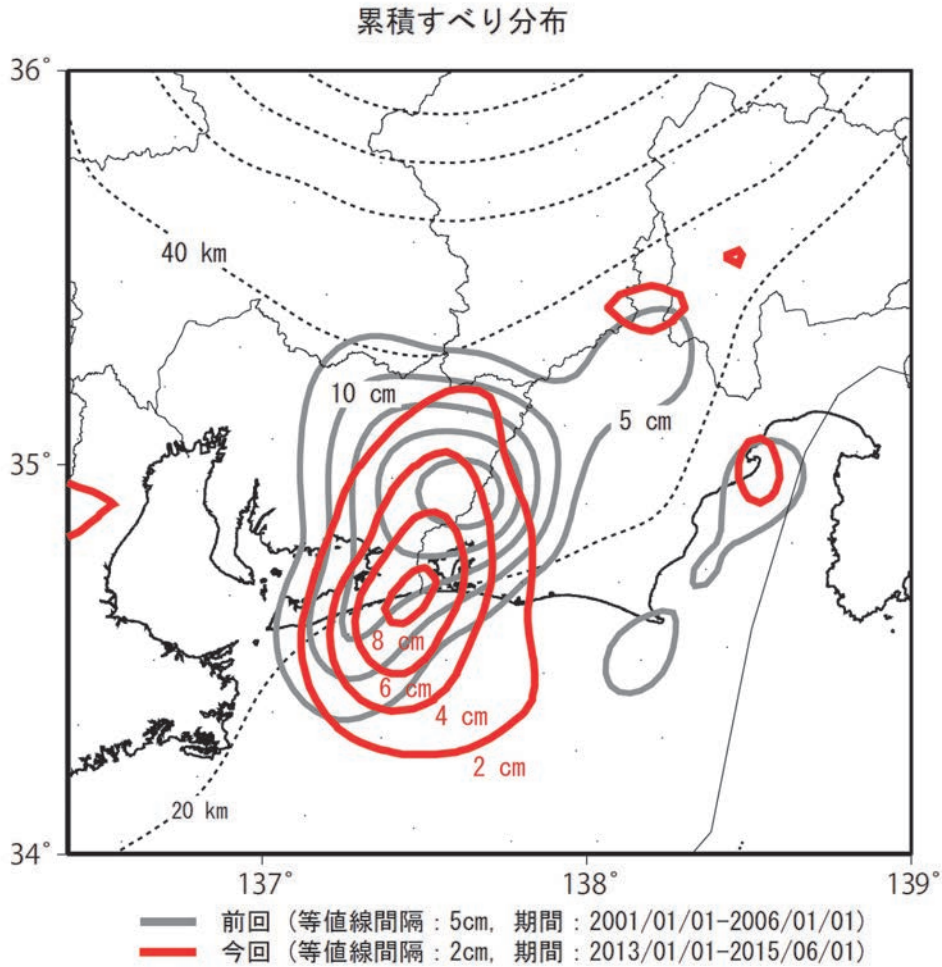 累積すべり分布
36°
40 km
10 cm
5 cm
35°
8 cm
6 cm
4 cm
2 cm
20 km
34°
137°
138°
139°
前回 (等値線間隔：5cm, 期間：2001/01/01-2006/01/01)
今回 (等値線間隔：2cm, 期間：2013/01/01-2015/06/01)